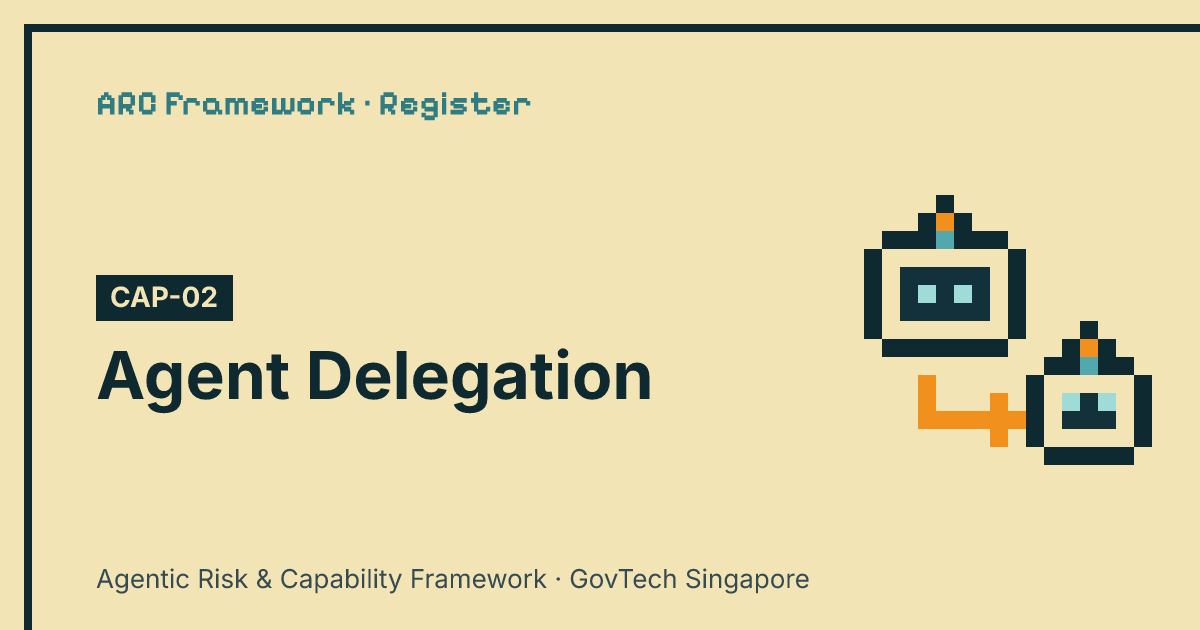 ARC Framework · Register
CAP-02
Agent Delegation
Agentic Risk & Capability Framework · GovTech Singapore